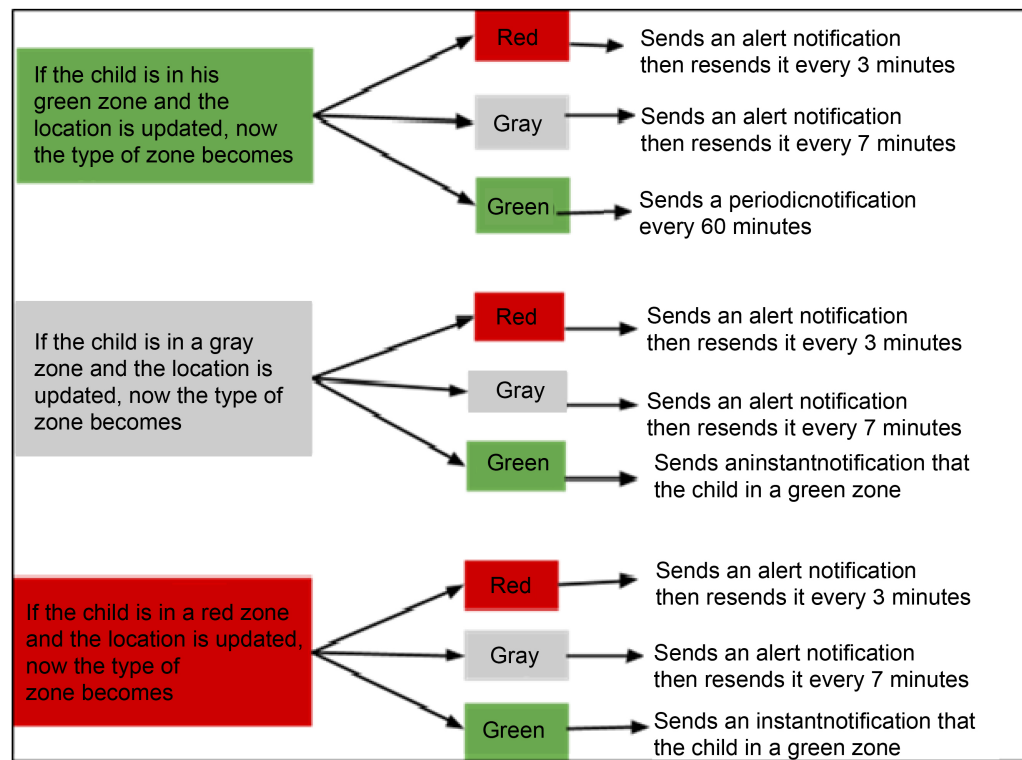 If the child is in his
green zone and the
location is updated, now
the type of zone becomes
Red
Sends an alert notification
then resends it every 3 minutes
Gray
Sends an alert notification
then resends it every 7 minutes
Green
Sends a periodicnotification
every 60 minutes
If the child is in a gray
zone and the location is
updated, now the type of
zone becomes
Red
Sends an alert notification
then resends it every 3 minutes
Gray
Sends an alert notification
then resends it every 7 minutes
Green
Sends aninstantnotification that
the child in a green zone
If the child is in a red zone
and the location is updated,
now the type of
zone becomes
Red
Sends an alert notification
then resends it every 3 minutes
Gray
Sends an alert notification
then resends it every 7 minutes
Green
Sends an instantnotification that
the child in a green zone